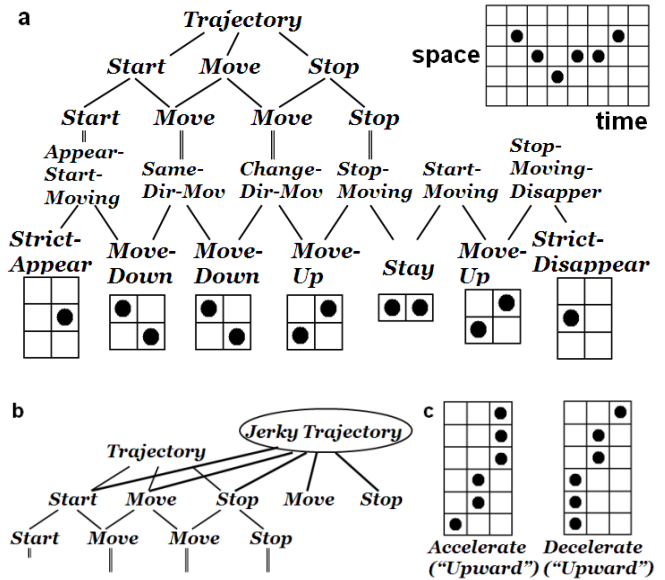 a
Trajectory
space
time
Start Move Stop
Start Move Move Stop
Appear-
Start-
Moving
Same-
Dir-Mov
Change-
Dir-Mov
Stop-
Moving
Start-
Moving
Stop-
Moving-
Disapper
Strict-
Appear
Move-
Down
Move-
Down
Move-
Up
Stay
Move-
Up
Strict-
Disappear
b
Jerky Trajectory
Trajectory
Start Move Stop Move Stop
Start Move Move Stop
c
Accelerate
("Upward")
Decelerate
("Upward")